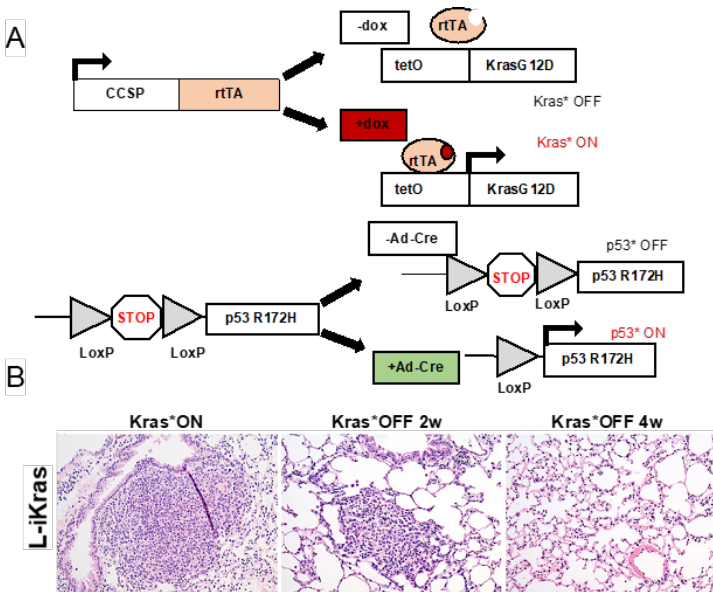 A
-dox
rtTA
tetO
KrasG12D
CCSP
rtTA
Kras* OFF
+dox
Kras* ON
rtTA
tetO
KrasG12D
-Ad-Cre
p53* OFF
STOP
p53 R172H
LoxP
LoxP
STOP
p53 R172H
LoxP
LoxP
p53* ON
+Ad-Cre
p53 R172H
LoxP
B
Kras*ON
Kras*OFF 2w
Kras*OFF 4w
L-iKras